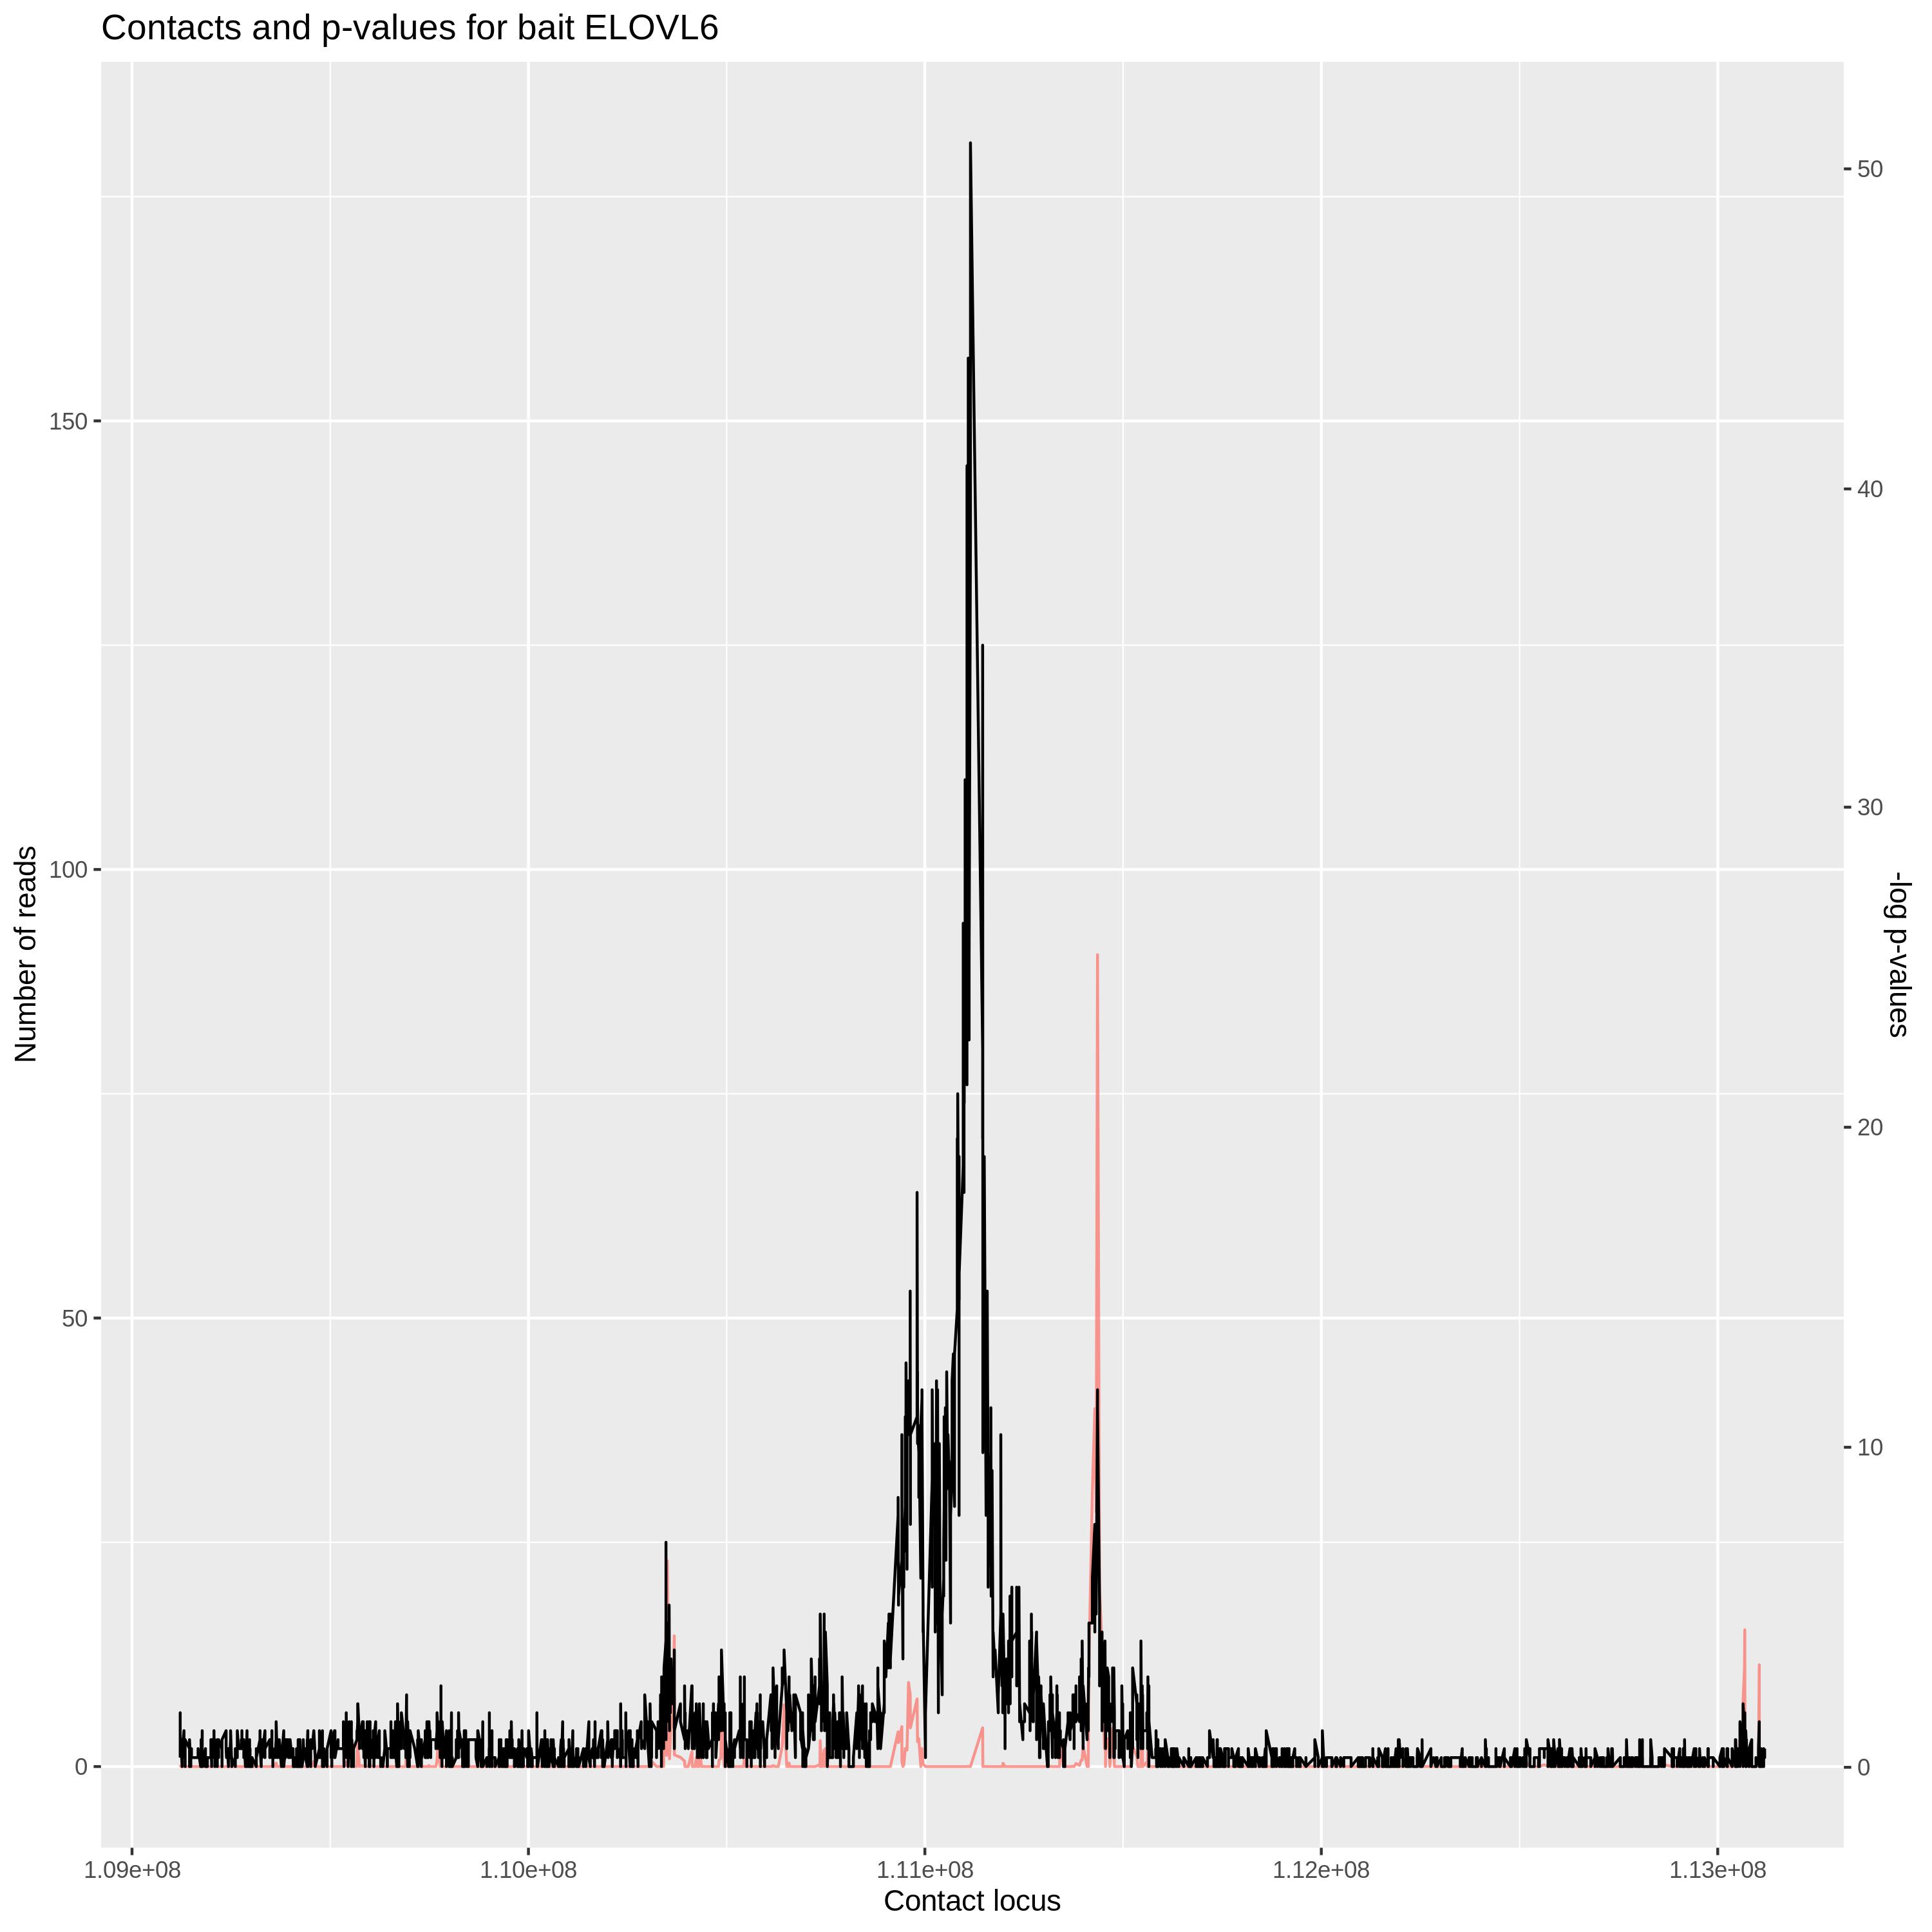 Contacts and p-values for bait ELOVL6
150
100
50
0
50
40
30
20
10
0
Number of reads
-log p-values
1.09e+08
1.10e+08
1.11e+08
1.12e+08
1.13e+08
Contact locus